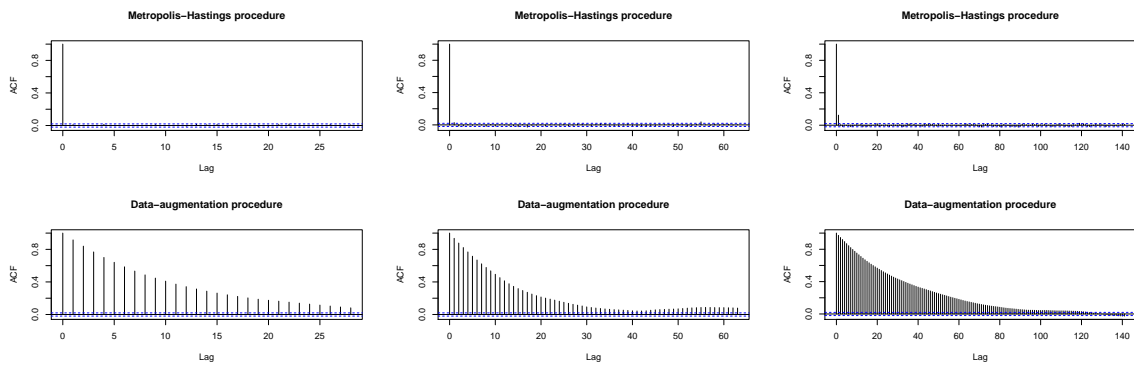 Metropolis−Hastings procedure
ACF
0.0 0.4 0.8
0 5 10 15 20 25
Lag
Metropolis−Hastings procedure
ACF
0.0 0.4 0.8
0 10 20 30 40 50 60
Lag
Metropolis−Hastings procedure
ACF
0.0 0.4 0.8
0 20 40 60 80 100 120 140
Lag
Data−augmentation procedure
ACF
0.0 0.4 0.8
0 5 10 15 20 25
Lag
Data−augmentation procedure
ACF
0.0 0.4 0.8
0 10 20 30 40 50 60
Lag
Data−augmentation procedure
ACF
0.0 0.4 0.8
0 20 40 60 80 100 120 140
Lag